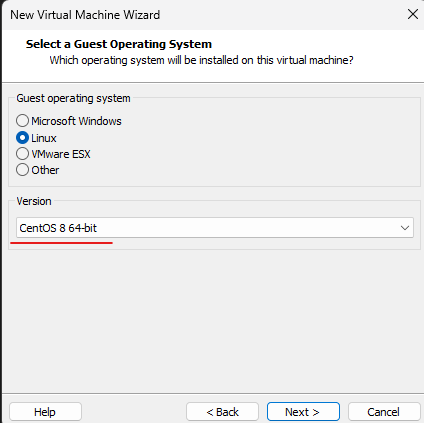 New Virtual Machine Wizard
Select a Guest Operating System
Which operating system will be installed on this virtual machine?
Guest operating system
Microsoft Windows
Linux
VMware ESX
Other
Version
CentOS 8 64-bit
Help
< Back
Next >
Cancel